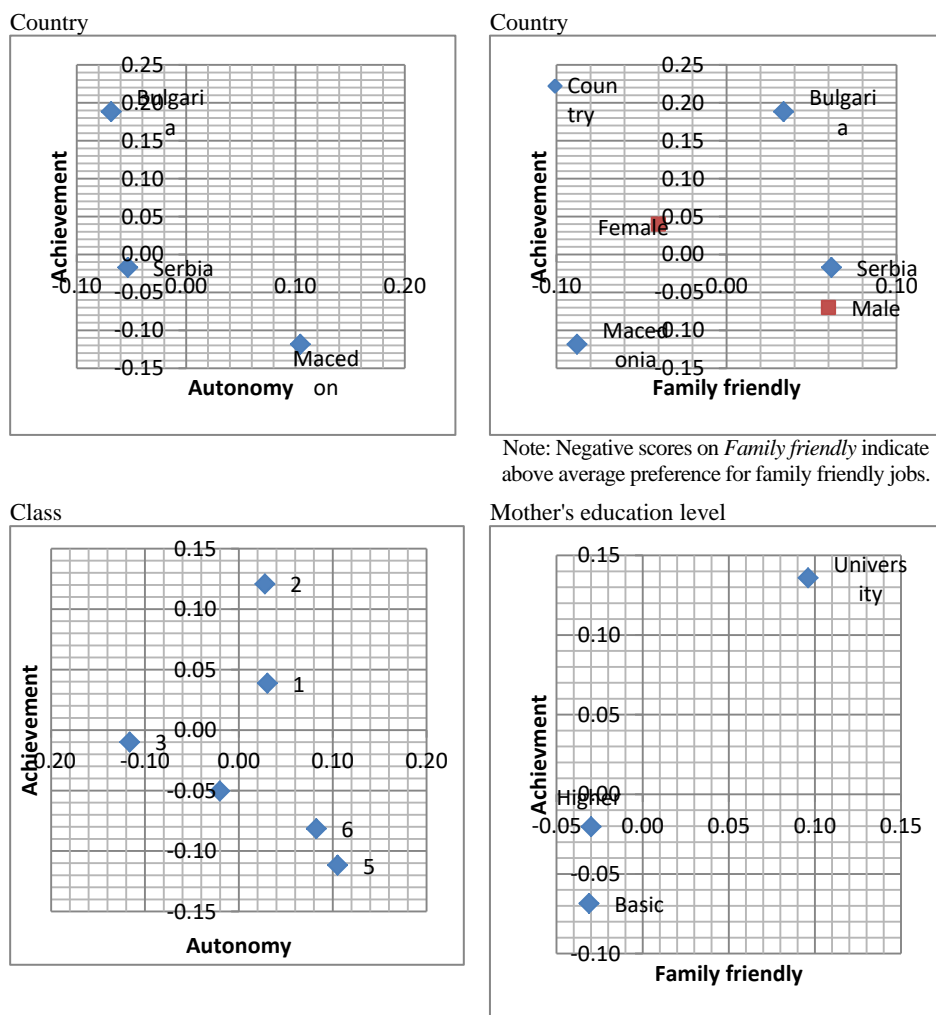 Country
0.25
Bulgari
0.20
a
0.15
0.10
0.05
0.00
Serbia
-0.10
-0.05
0.00
0.10
0.20
-0.10
Maced
-0.15
on
Achievement
Autonomy
Country
0.25
Coun
try
0.20
Bulgari
a
0.15
0.10
0.05
Female
0.00
Serbia
-0.10
-0.05
0.00
0.10
Male
-0.10
Maced
onia
-0.15
Achievement
Family friendly
Note: Negative scores on Family friendly indicate
above average preference for family friendly jobs.
Class
0.15
2
0.10
0.05
1
0.00
3
-0.20
-0.10
0.00
0.10
0.20
-0.05
6
-0.10
5
-0.15
Achievement
Autonomy
Mother's education level
0.15
Univers
ity
0.10
0.05
0.00
Higher
-0.05
0.00
0.05
0.10
0.15
-0.05
Basic
-0.10
Achievment
Family friendly